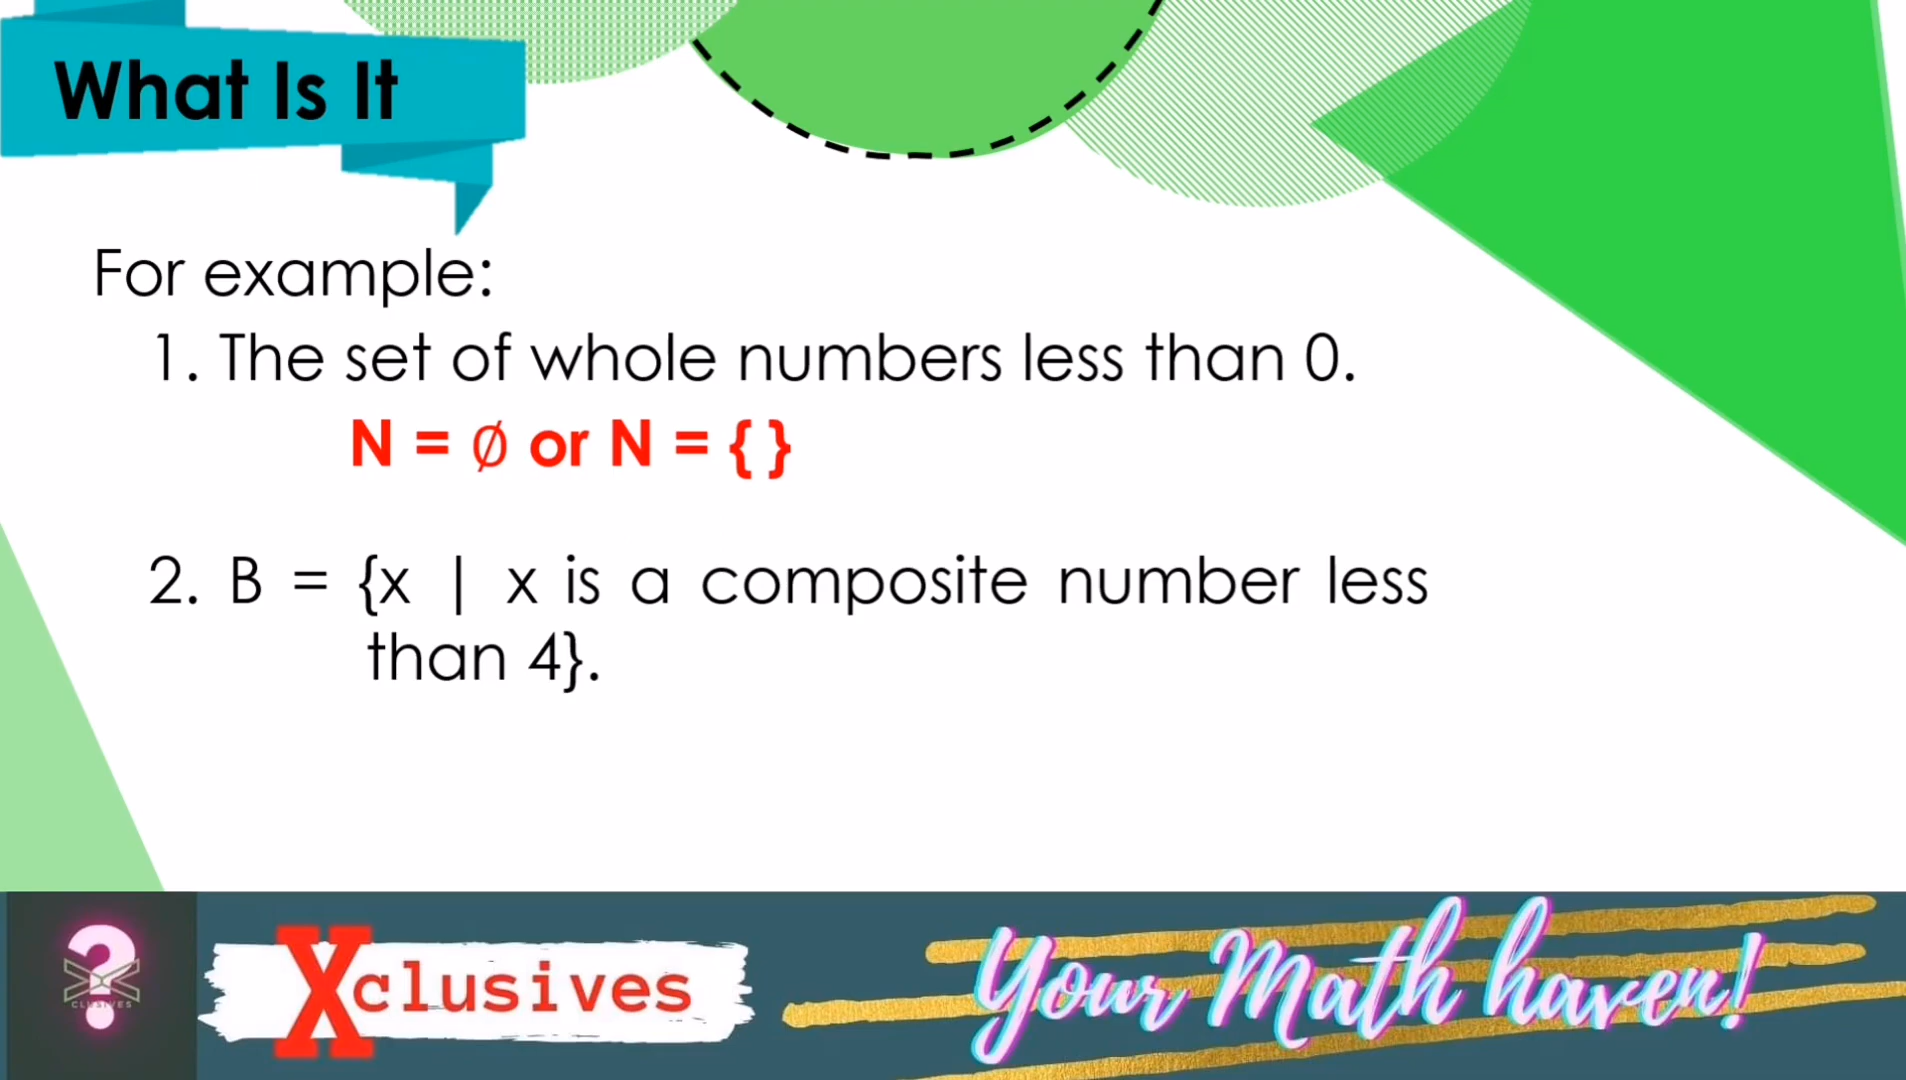 What Is It
For example:
1. The set of whole numbers less than 0.
N = ∅ or N = { }
2. B = {x | x is a composite number less
than 4}.
?
CLUSIVES
Xclusives
Your Math haven!